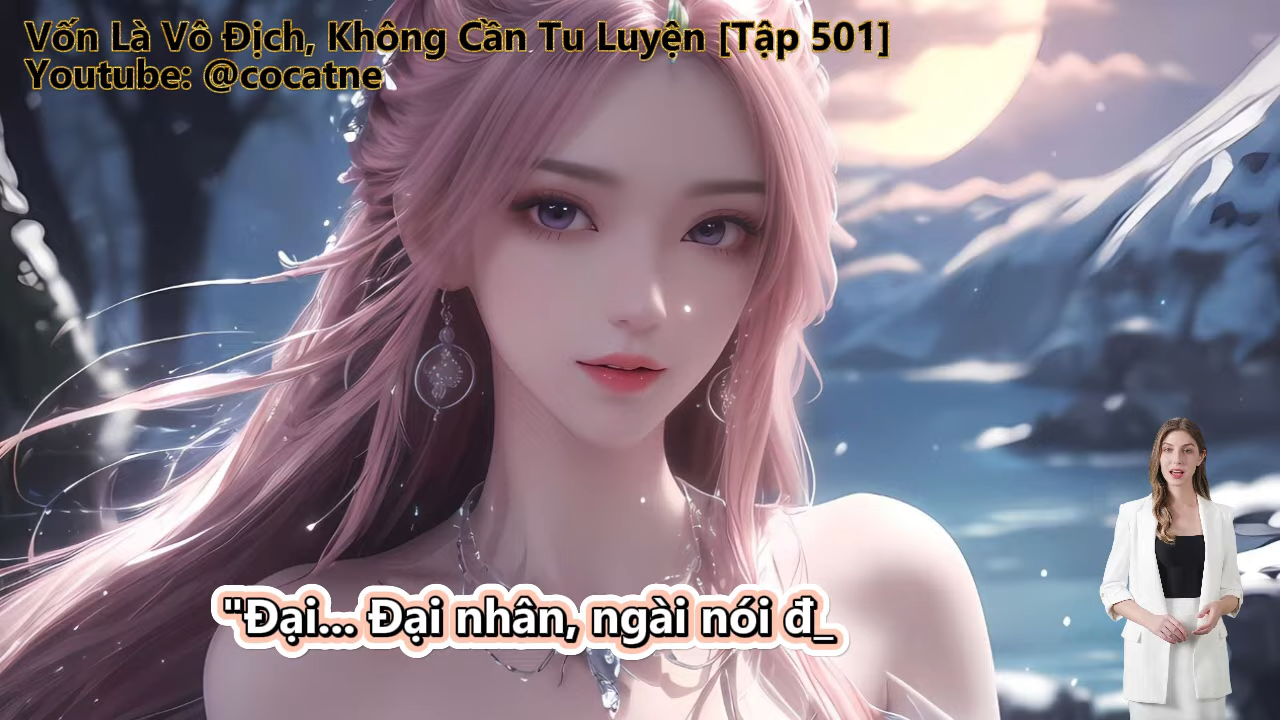 Vốn Là Vô Địch, Không Cần Tu Luyện [Tập 501]
Youtube: @cocatne
"Đại... Đại nhân, ngài nói đ_